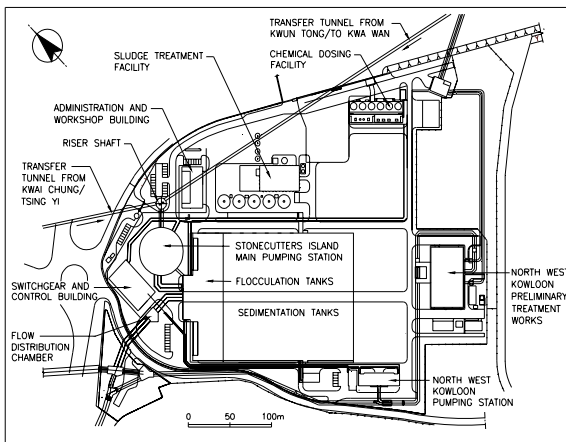 TRANSFER TUNNEL FROM
KWUN TONG/TO KWA WAN
CHEMICAL DOSING
FACILITY
SLUDGE TREATMENT
FACILITY
ADMINISTRATION AND
WORKSHOP BUILDING
RISER SHAFT
TRANSFER
TUNNEL FROM
KWAI CHUNG/
TSING YI
STONECUTTERS ISLAND
MAIN PUMPING STATION
FLOCCULATION TANKS
SWITCHGEAR AND
CONTROL BUILDING
SEDIMENTATION TANKS
NORTH WEST
KOWLOON
PRELIMINARY
TREATMENT
WORKS
FLOW
DISTRIBUTION
CHAMBER
NORTH WEST
KOWLOON
PUMPING STATION
0 50 100m